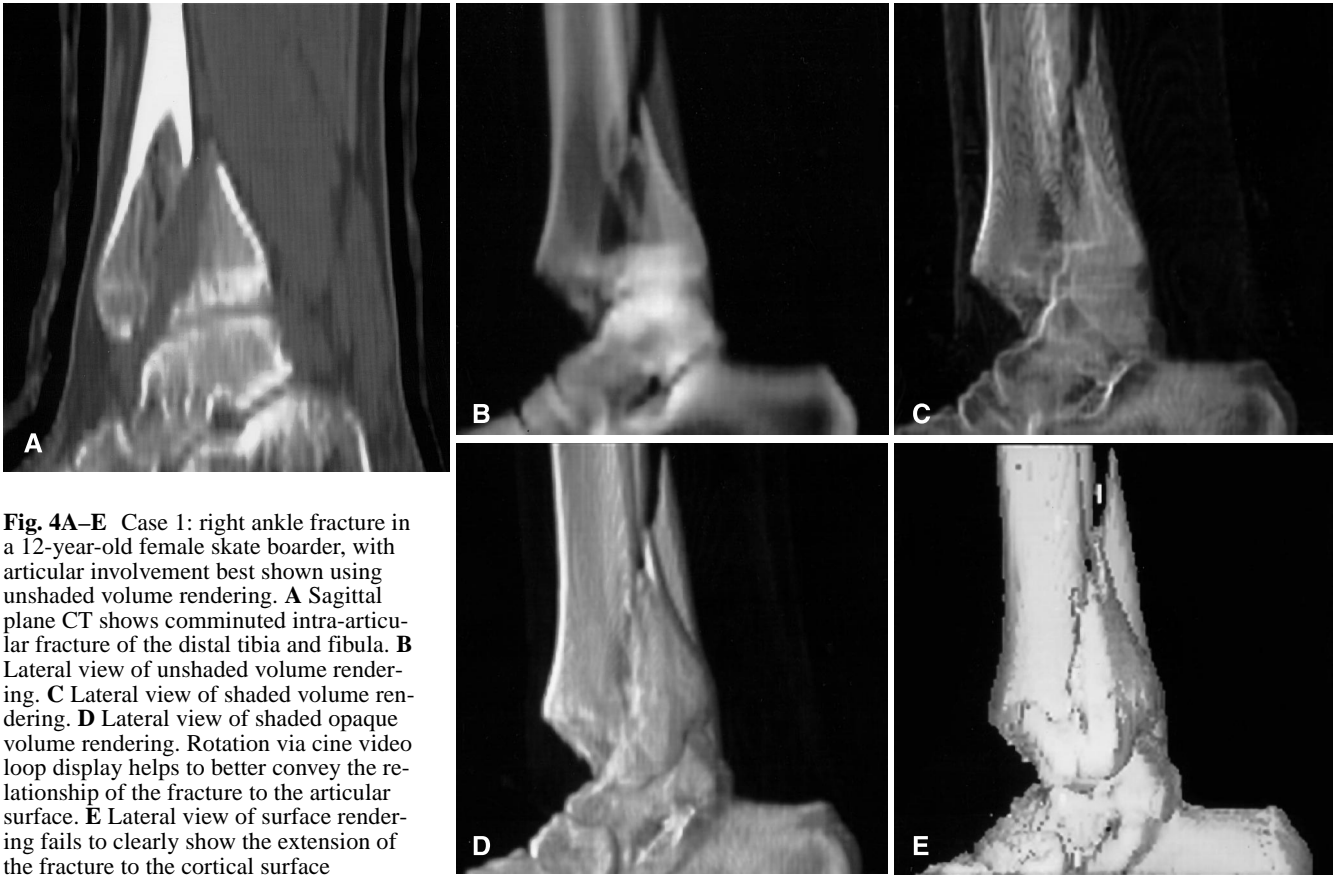 A
B
C
Fig. 4A–E Case 1: right ankle fracture in
a 12-year-old female skate boarder, with
articular involvement best shown using
unshaded volume rendering. A Sagittal
plane CT shows comminuted intra-articu-
lar fracture of the distal tibia and fibula. B
Lateral view of unshaded volume render-
ing. C Lateral view of shaded volume ren-
dering. D Lateral view of shaded opaque
volume rendering. Rotation via cine video
loop display helps to better convey the re-
lationship of the fracture to the articular
surface. E Lateral view of surface render-
ing fails to clearly show the extension of
the fracture to the cortical surface
D
E